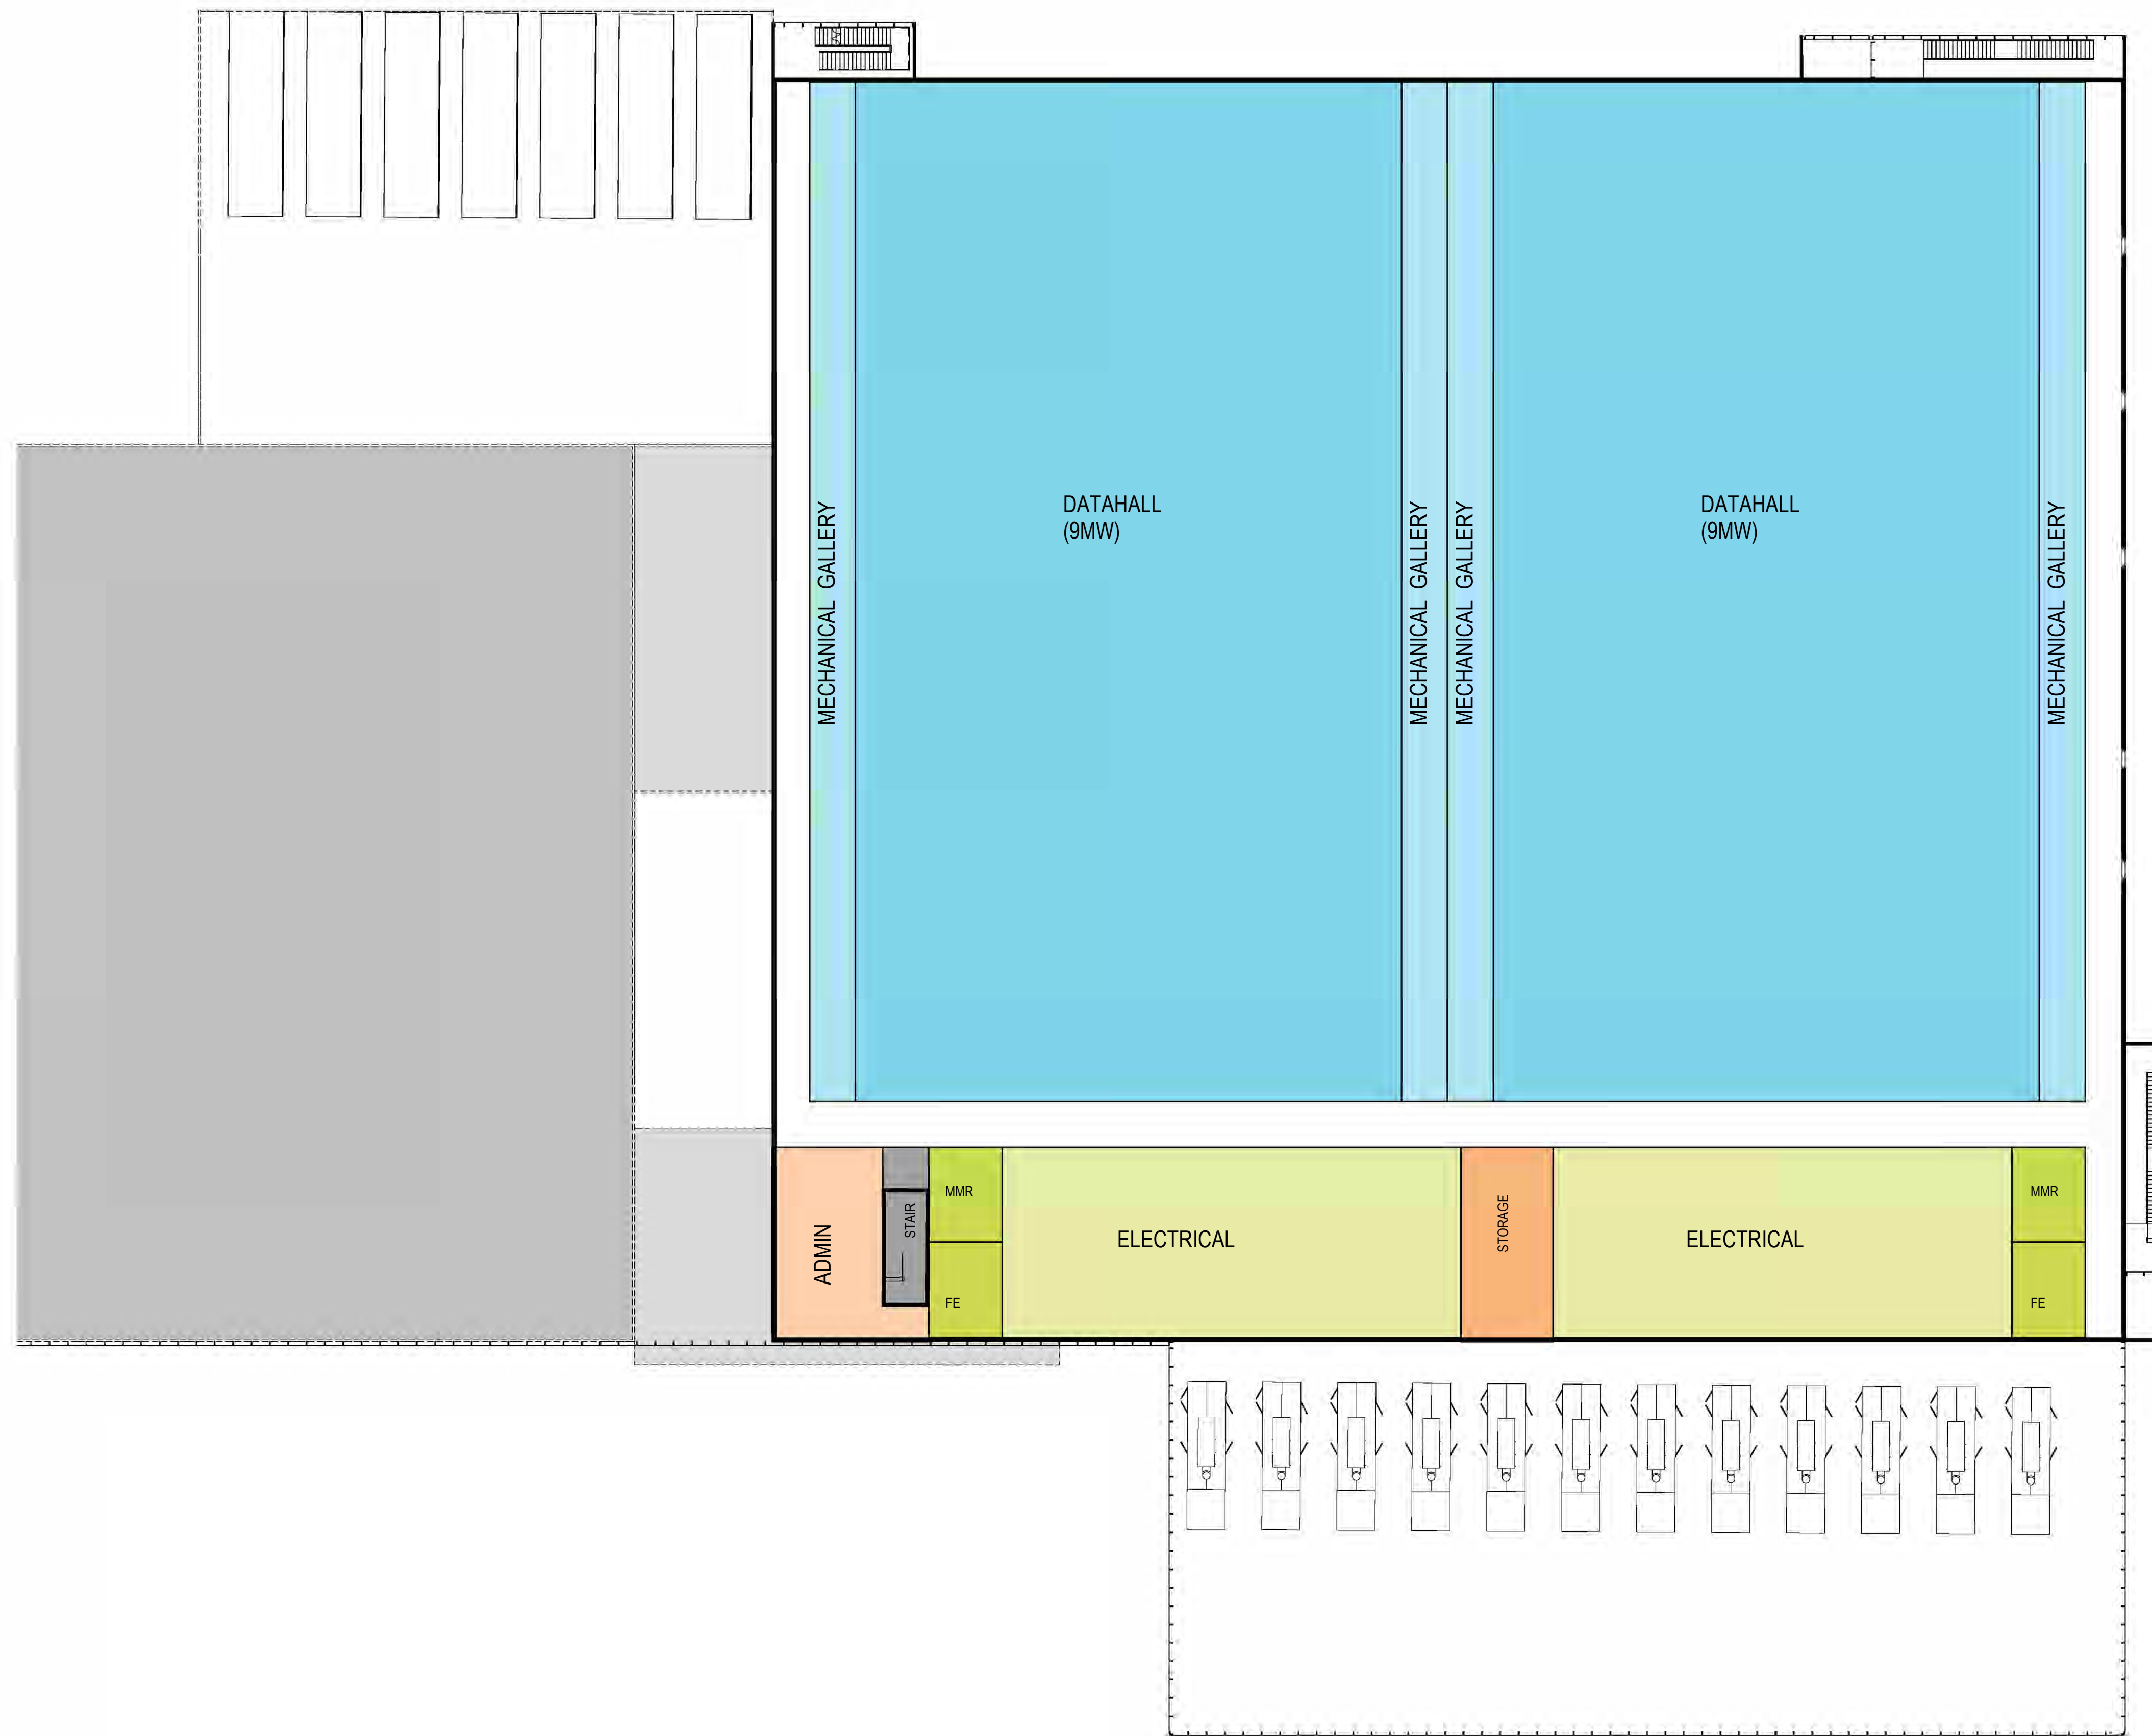 DATAHALL
(9MW)
DATAHALL
(9MW)
MECHANICAL GALLERY
MECHANICAL GALLERY
MECHANICAL GALLERY
MECHANICAL GALLERY
MMR
MMR
STAIR
STORAGE
ADMIN
ELECTRICAL
ELECTRICAL
FE
FE